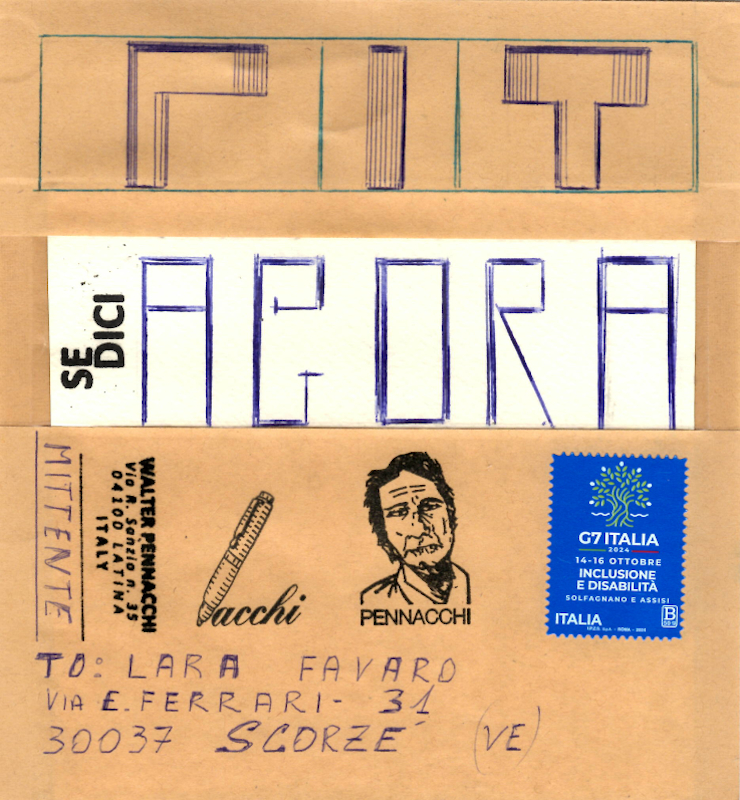 ΓIT
SE
DICI
AGORA
MITTENTE
WALTER PENNACCHI
Via R. Sanzio n. 35
04100 LATINA
ITALY
acchi
PENNACCHI
G7 ITALIA
2024
14-16 OTTOBRE
INCLUSIONE
E DISABILITÀ
SOLFAGNANO E ASSISI
ITALIA
B
TO: LARA FAVARO
VIA E. FERRARI - 31
30037 SCORZE´ (VE)